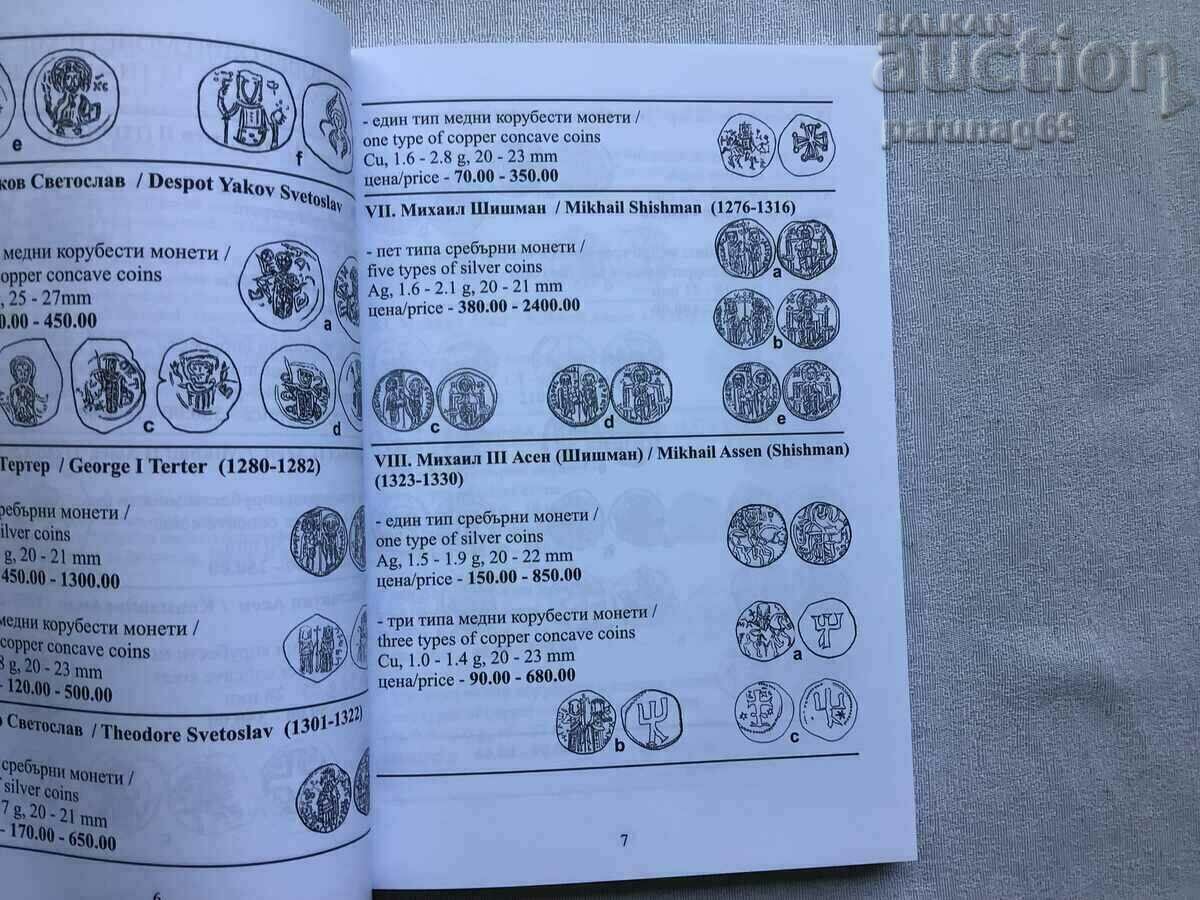 e
f
ков Светослав / Despot Yakov Svetoslav
медни корубести монети /
opper concave coins
, 25 - 27mm
0.00 - 450.00
a
c
d
Тертер / George I Terter (1280-1282)
ребърни монети /
ilver coins
g, 20 - 21 mm
450.00 - 1300.00
медни корубести монети /
copper concave coins
8 g, 20 - 23 mm
- 120.00 - 500.00
Светослав / Theodore Svetoslav (1301-1322)
сребърни монети /
f silver coins
7 g, 20 - 21 mm
- 170.00 - 650.00
6
- един тип медни корубести монети /
one type of copper concave coins
Cu, 1.6 - 2.8 g, 20 - 23 mm
цена/price - 70.00 - 350.00
VII. Михаил Шишман / Mikhail Shishman (1276-1316)
- пет типа сребърни монети /
five types of silver coins
Ag, 1.6 - 2.1 g, 20 - 21 mm
цена/price - 380.00 - 2400.00
a
b
c
d
e
VIII. Михаил III Асен (Шишман) / Mikhail Assen (Shishman)
(1323-1330)
- един тип сребърни монети /
one type of silver coins
Ag, 1.5 - 1.9 g, 20 - 22 mm
цена/price - 150.00 - 850.00
- три типа медни корубести монети /
three types of copper concave coins
Cu, 1.0 - 1.4 g, 20 - 23 mm
цена/price - 90.00 - 680.00
a
b
c
7
BALKAN
auction
parunag69